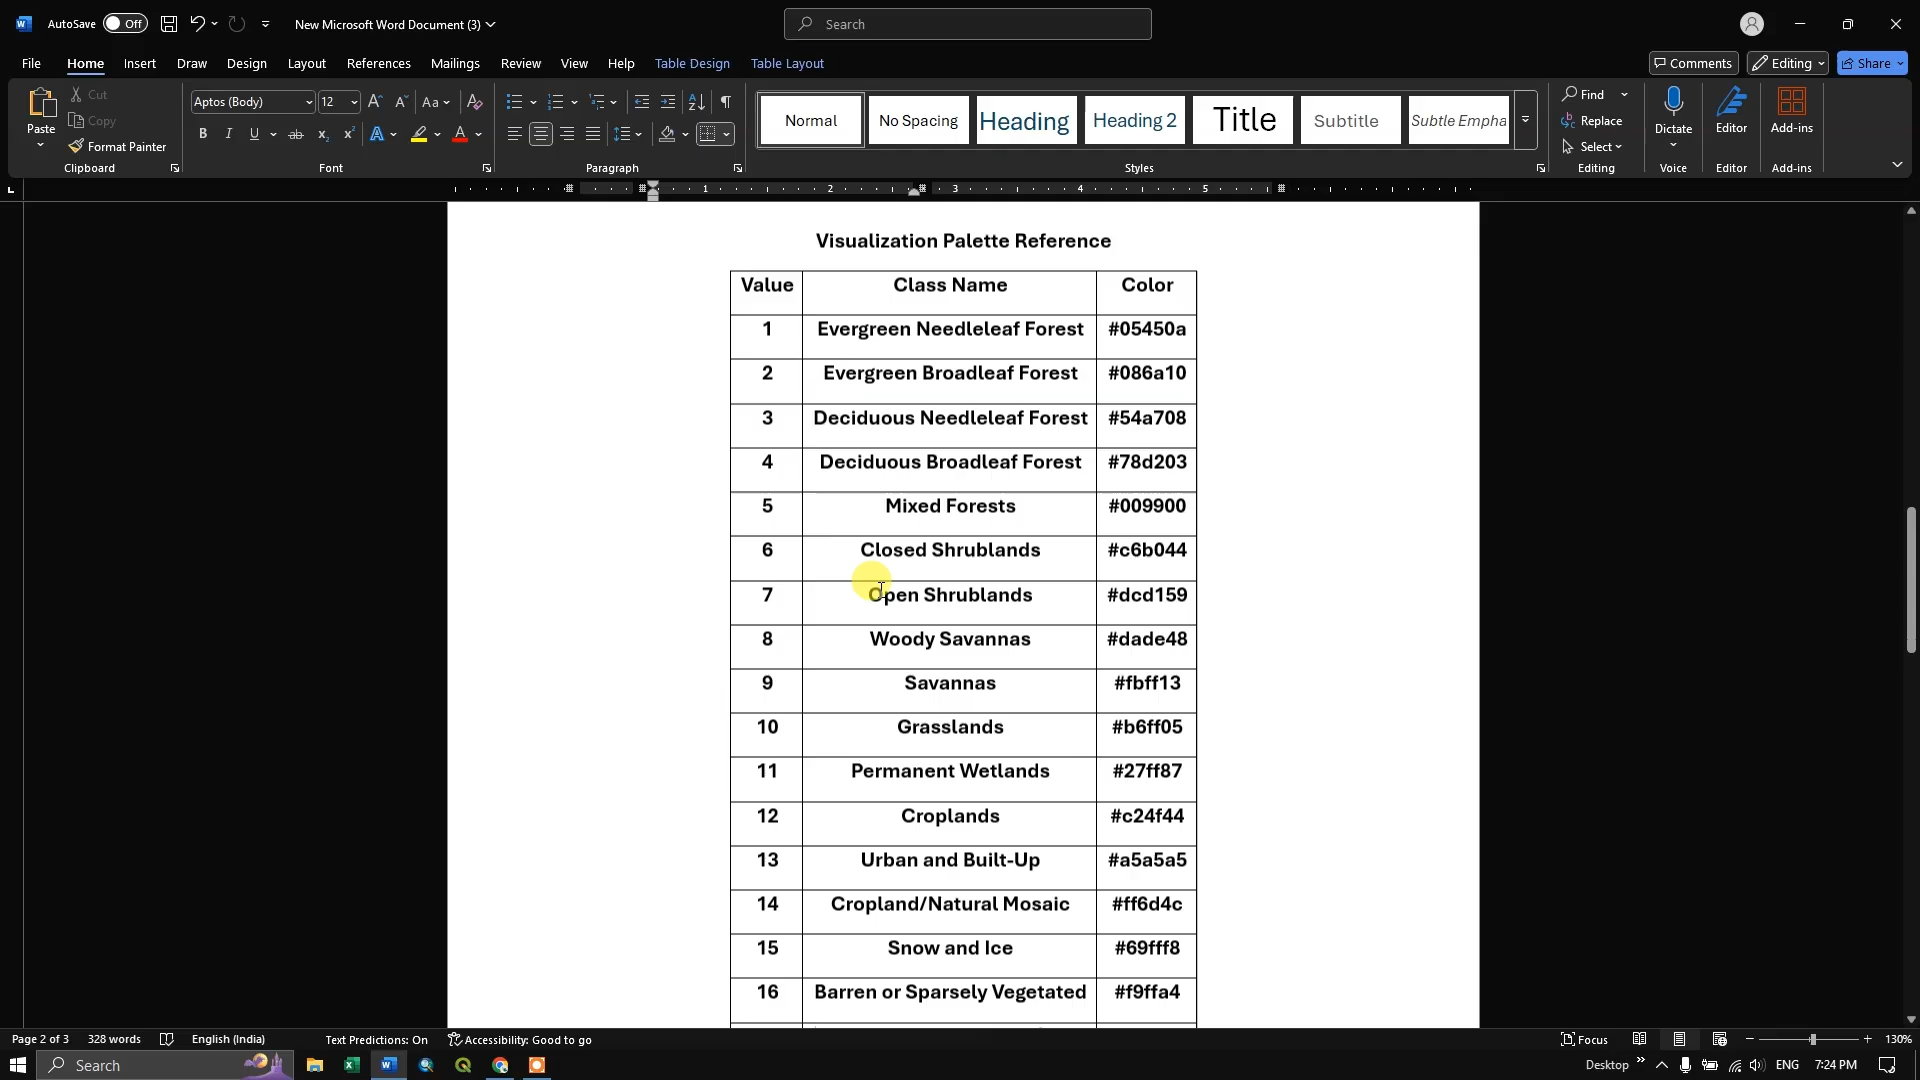 AutoSave Off New Microsoft Word Document (3) Search
File Home Insert Draw Design Layout References Mailings Review View Help Table Design Table Layout Comments Editing Share
Paste Cut Copy Format Painter Clipboard
Aptos (Body) 12 Aa Font
Paragraph
Normal No Spacing Heading Heading 2 Title Subtitle Subtle Empha Styles
Find Replace Select Editing
Dictate Voice
Editor Editor
Add-ins Add-ins
1 2 3 4 5
Visualization Palette Reference
Value Class Name Color
1 Evergreen Needleleaf Forest #05450a
2 Evergreen Broadleaf Forest #086a10
3 Deciduous Needleleaf Forest #54a708
4 Deciduous Broadleaf Forest #78d203
5 Mixed Forests #009900
6 Closed Shrublands #c6b044
7 Open Shrublands #dcd159
8 Woody Savannas #dade48
9 Savannas #fbff13
10 Grasslands #b6ff05
11 Permanent Wetlands #27ff87
12 Croplands #c24f44
13 Urban and Built-Up #a5a5a5
14 Cropland/Natural Mosaic #ff6d4c
15 Snow and Ice #69fff8
16 Barren or Sparsely Vegetated #f9ffa4
Page 2 of 3 328 words English (India) Text Predictions: On Accessibility: Good to go Focus 130%
Search Desktop ENG 7:24 PM